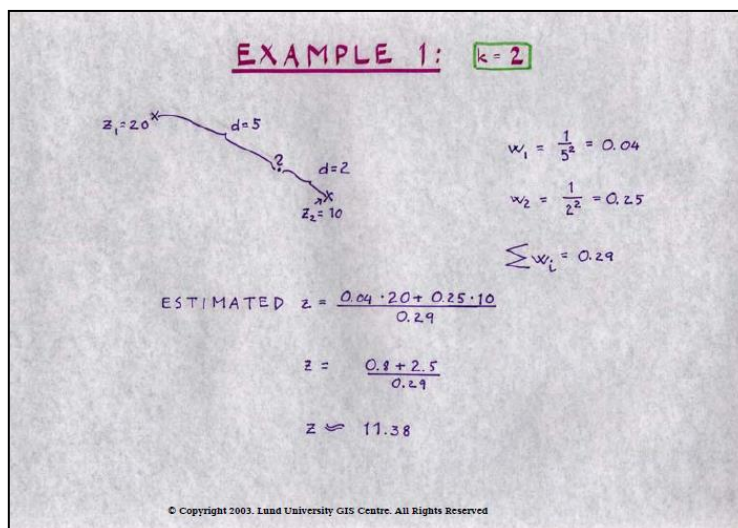 EXAMPLE 1: k = 2
z₁=20
d=5
?
d=2
z₂=10
w₁ = 1/5² = 0.04
w₂ = 1/2² = 0.25
∑wᵢ = 0.29
ESTIMATED z = (0.04 · 20 + 0.25 · 10)/0.29
z = (0.8 + 2.5)/0.29
z ≈ 11.38
© Copyright 2003. Lund University GIS Centre. All Rights Reserved